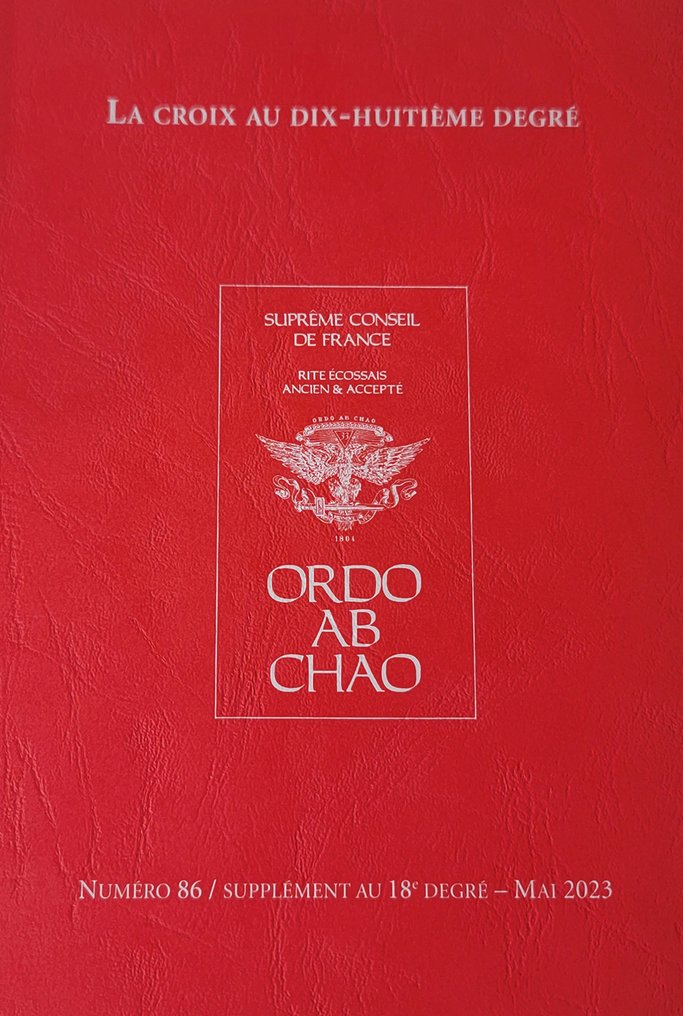 La croix au dix-huitième degré
SUPRÊME CONSEIL
DE FRANCE
RITE ÉCOSSAIS
ANCIEN & ACCEPTÉ
ORDO AB CHAO
33
1804
ORDO
AB
CHAO
Numéro 86 / supplément au 18e degré – Mai 2023